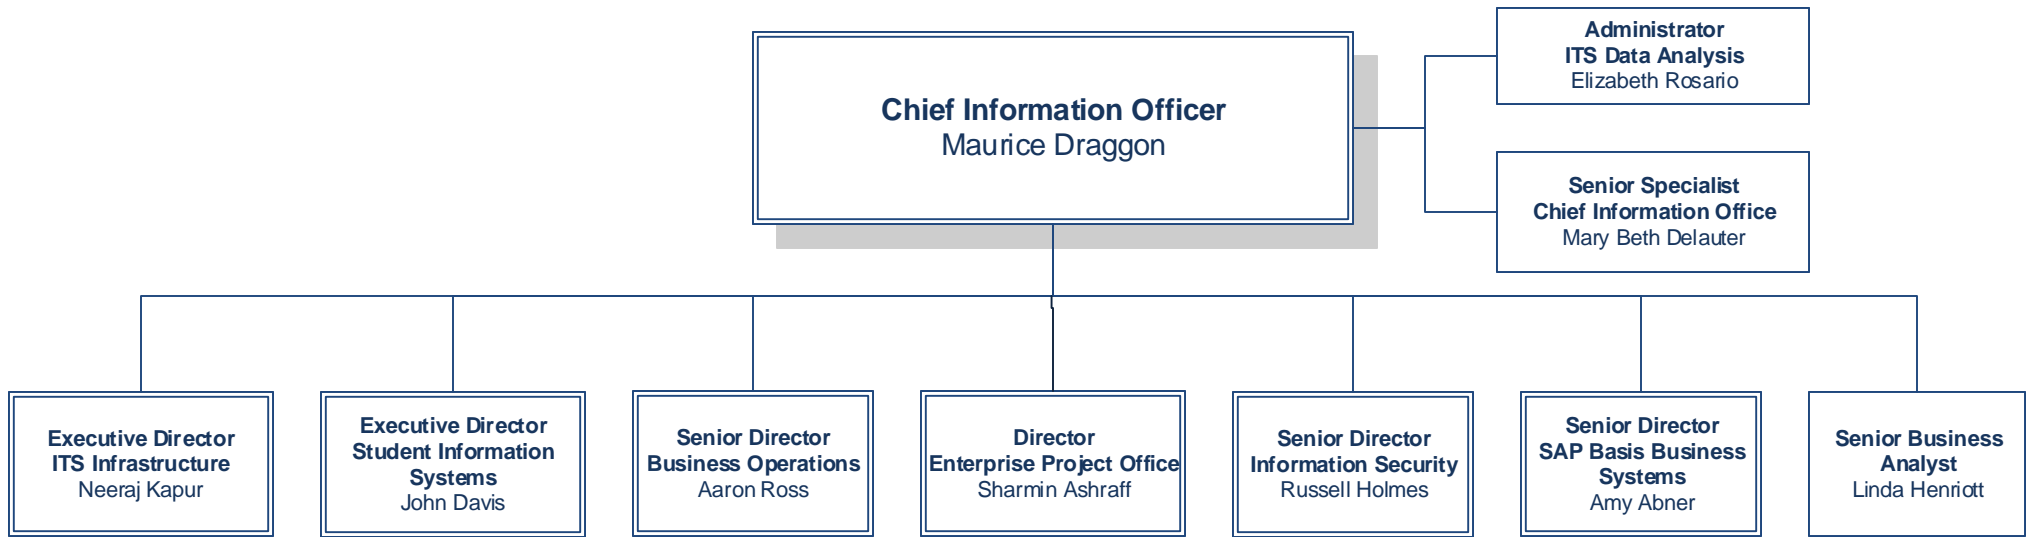 Chief Information Officer
Maurice Draggon
Administrator
ITS Data Analysis
Elizabeth Rosario
Senior Specialist
Chief Information Office
Mary Beth Delauter
Executive Director
ITS Infrastructure
Neeraj Kapur
Executive Director
Student Information
Systems
John Davis
Senior Director
Business Operations
Aaron Ross
Director
Enterprise Project Office
Sharmin Ashraff
Senior Director
Information Security
Russell Holmes
Senior Director
SAP Basis Business
Systems
Amy Abner
Senior Business
Analyst
Linda Henriott